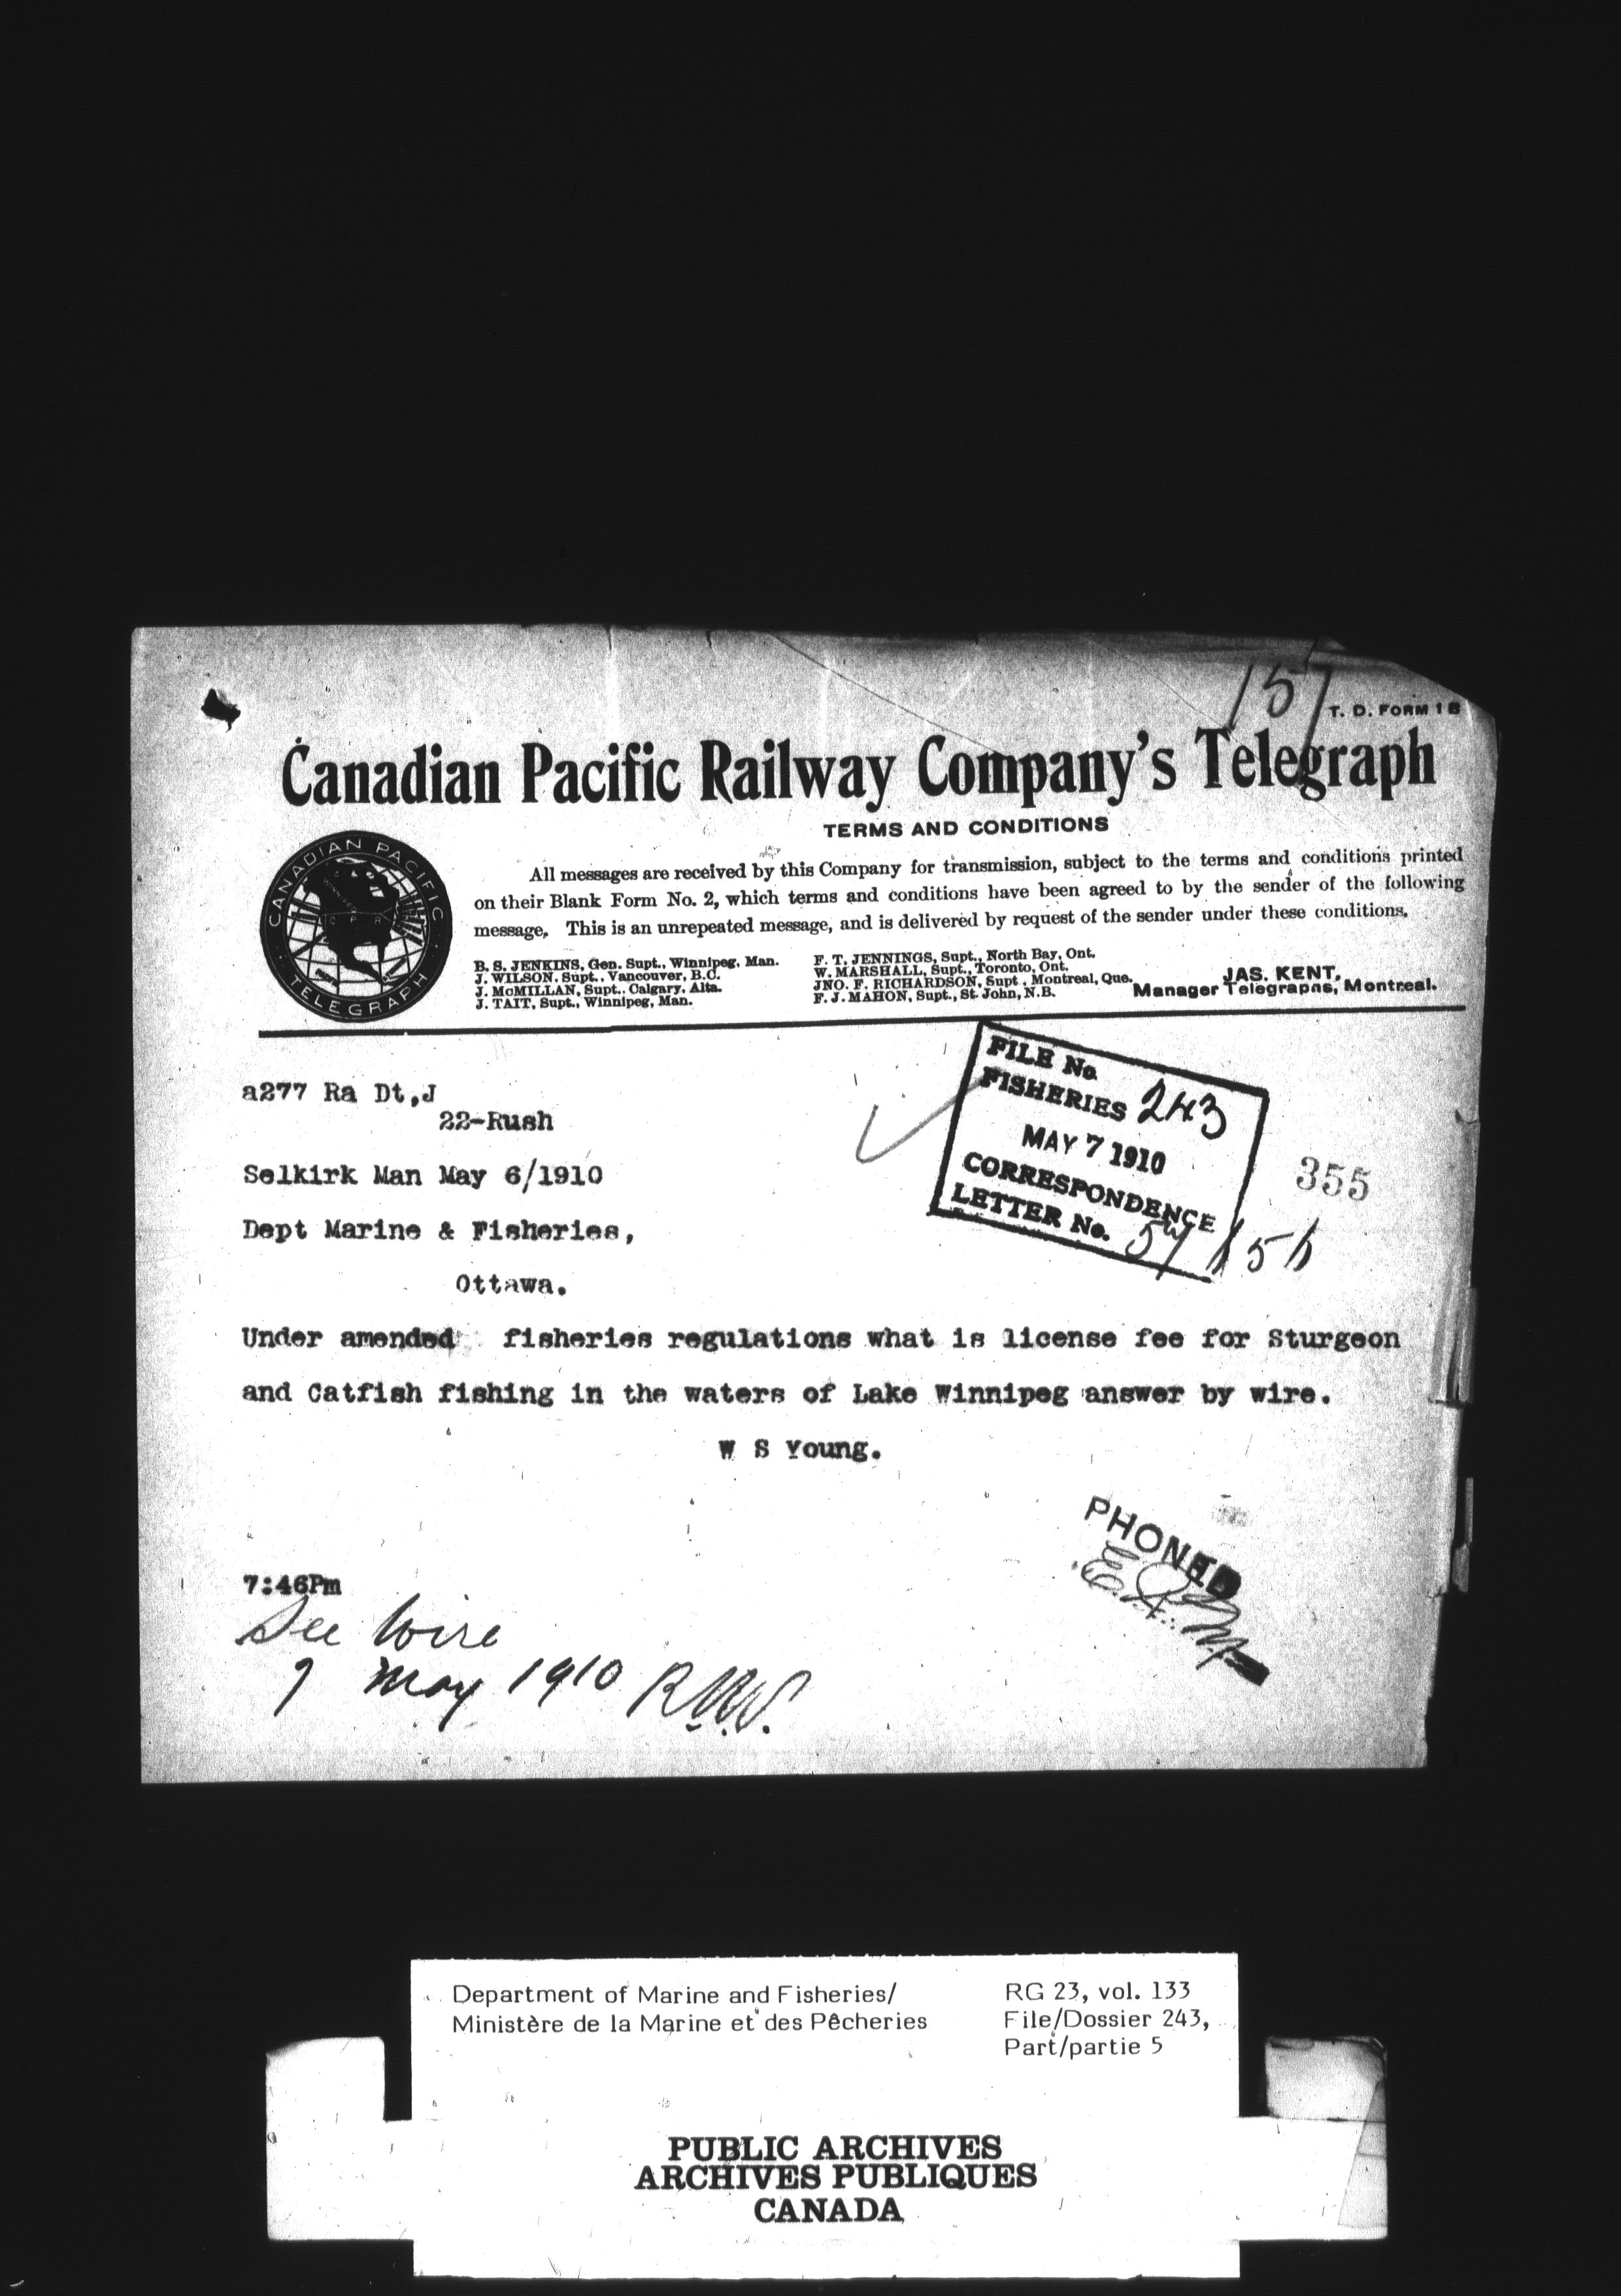 157
T. D. FORM 1 B
Canadian Pacific Railway Company's Telegraph
TERMS AND CONDITIONS
CANADIAN PACIFIC
TELEGRAPH
All messages are received by this Company for transmission, subject to the terms and conditions printed
on their Blank Form No. 2, which terms and conditions have been agreed to by the sender of the following
message. This is an unrepeated message, and is delivered by request of the sender under these conditions.
B. S. JENKINS, Gen. Supt., Winnipeg, Man.
J. WILSON, Supt., Vancouver, B.C.
J. McMILLAN, Supt., Calgary, Alta.
J. TAIT, Supt., Winnipeg, Man.
F. T. JENNINGS, Supt., North Bay, Ont.
W. MARSHALL, Supt., Toronto, Ont.
JNO. F. RICHARDSON, Supt., Montreal, Que.
F. J. MAHON, Supt., St. John, N.B.
JAS. KENT,
Manager Telegraphs, Montreal.
FILE No.
FISHERIES 243
MAY 7 1910
CORRESPONDENCE
LETTER No.
355
a277 Ra Dt,J
22-Rush
Selkirk Man May 6/1910
Dept Marine & Fisheries,
Ottawa.
Under amended fisheries regulations what is license fee for Sturgeon
and Catfish fishing in the waters of Lake Winnipeg answer by wire.
W S Young.
PHONED
7:46Pm
See wire
7 May 1910
Department of Marine and Fisheries/
Ministère de la Marine et des Pêcheries
RG 23, vol. 133
File/Dossier 243,
Part/partie 5
PUBLIC ARCHIVES
ARCHIVES PUBLIQUES
CANADA